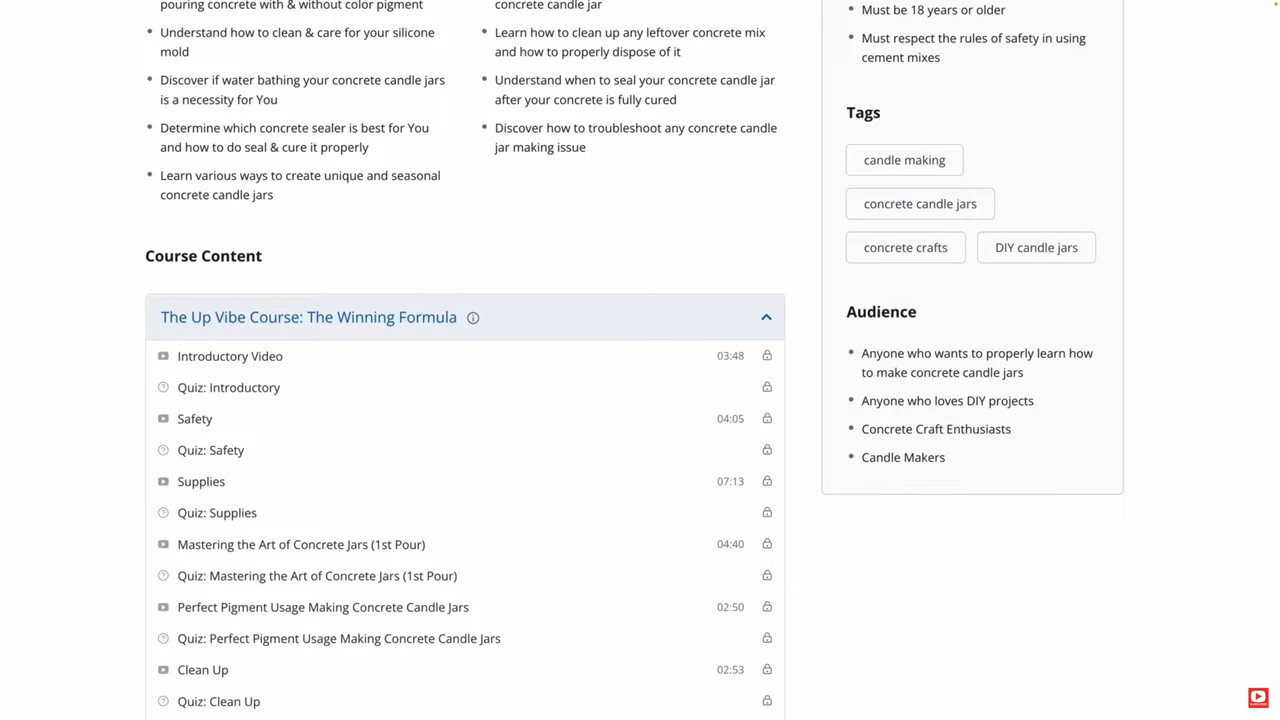 pouring concrete with & without color pigment
Understand how to clean & care for your silicone
mold
Discover if water bathing your concrete candle jars
is a necessity for You
Determine which concrete sealer is best for You
and how to do seal & cure it properly
Learn various ways to create unique and seasonal
concrete candle jars
concrete candle jar
Learn how to clean up any leftover concrete mix
and how to properly dispose of it
Understand when to seal your concrete candle jar
after your concrete is fully cured
Discover how to troubleshoot any concrete candle
jar making issue
Course Content
The Up Vibe Course: The Winning Formula
Introductory Video 03:48
Quiz: Introductory
Safety 04:05
Quiz: Safety
Supplies 07:13
Quiz: Supplies
Mastering the Art of Concrete Jars (1st Pour) 04:40
Quiz: Mastering the Art of Concrete Jars (1st Pour)
Perfect Pigment Usage Making Concrete Candle Jars 02:50
Quiz: Perfect Pigment Usage Making Concrete Candle Jars
Clean Up 02:53
Quiz: Clean Up
Must be 18 years or older
Must respect the rules of safety in using
cement mixes
Tags
candle making
concrete candle jars
concrete crafts
DIY candle jars
Audience
Anyone who wants to properly learn how
to make concrete candle jars
Anyone who loves DIY projects
Concrete Craft Enthusiasts
Candle Makers